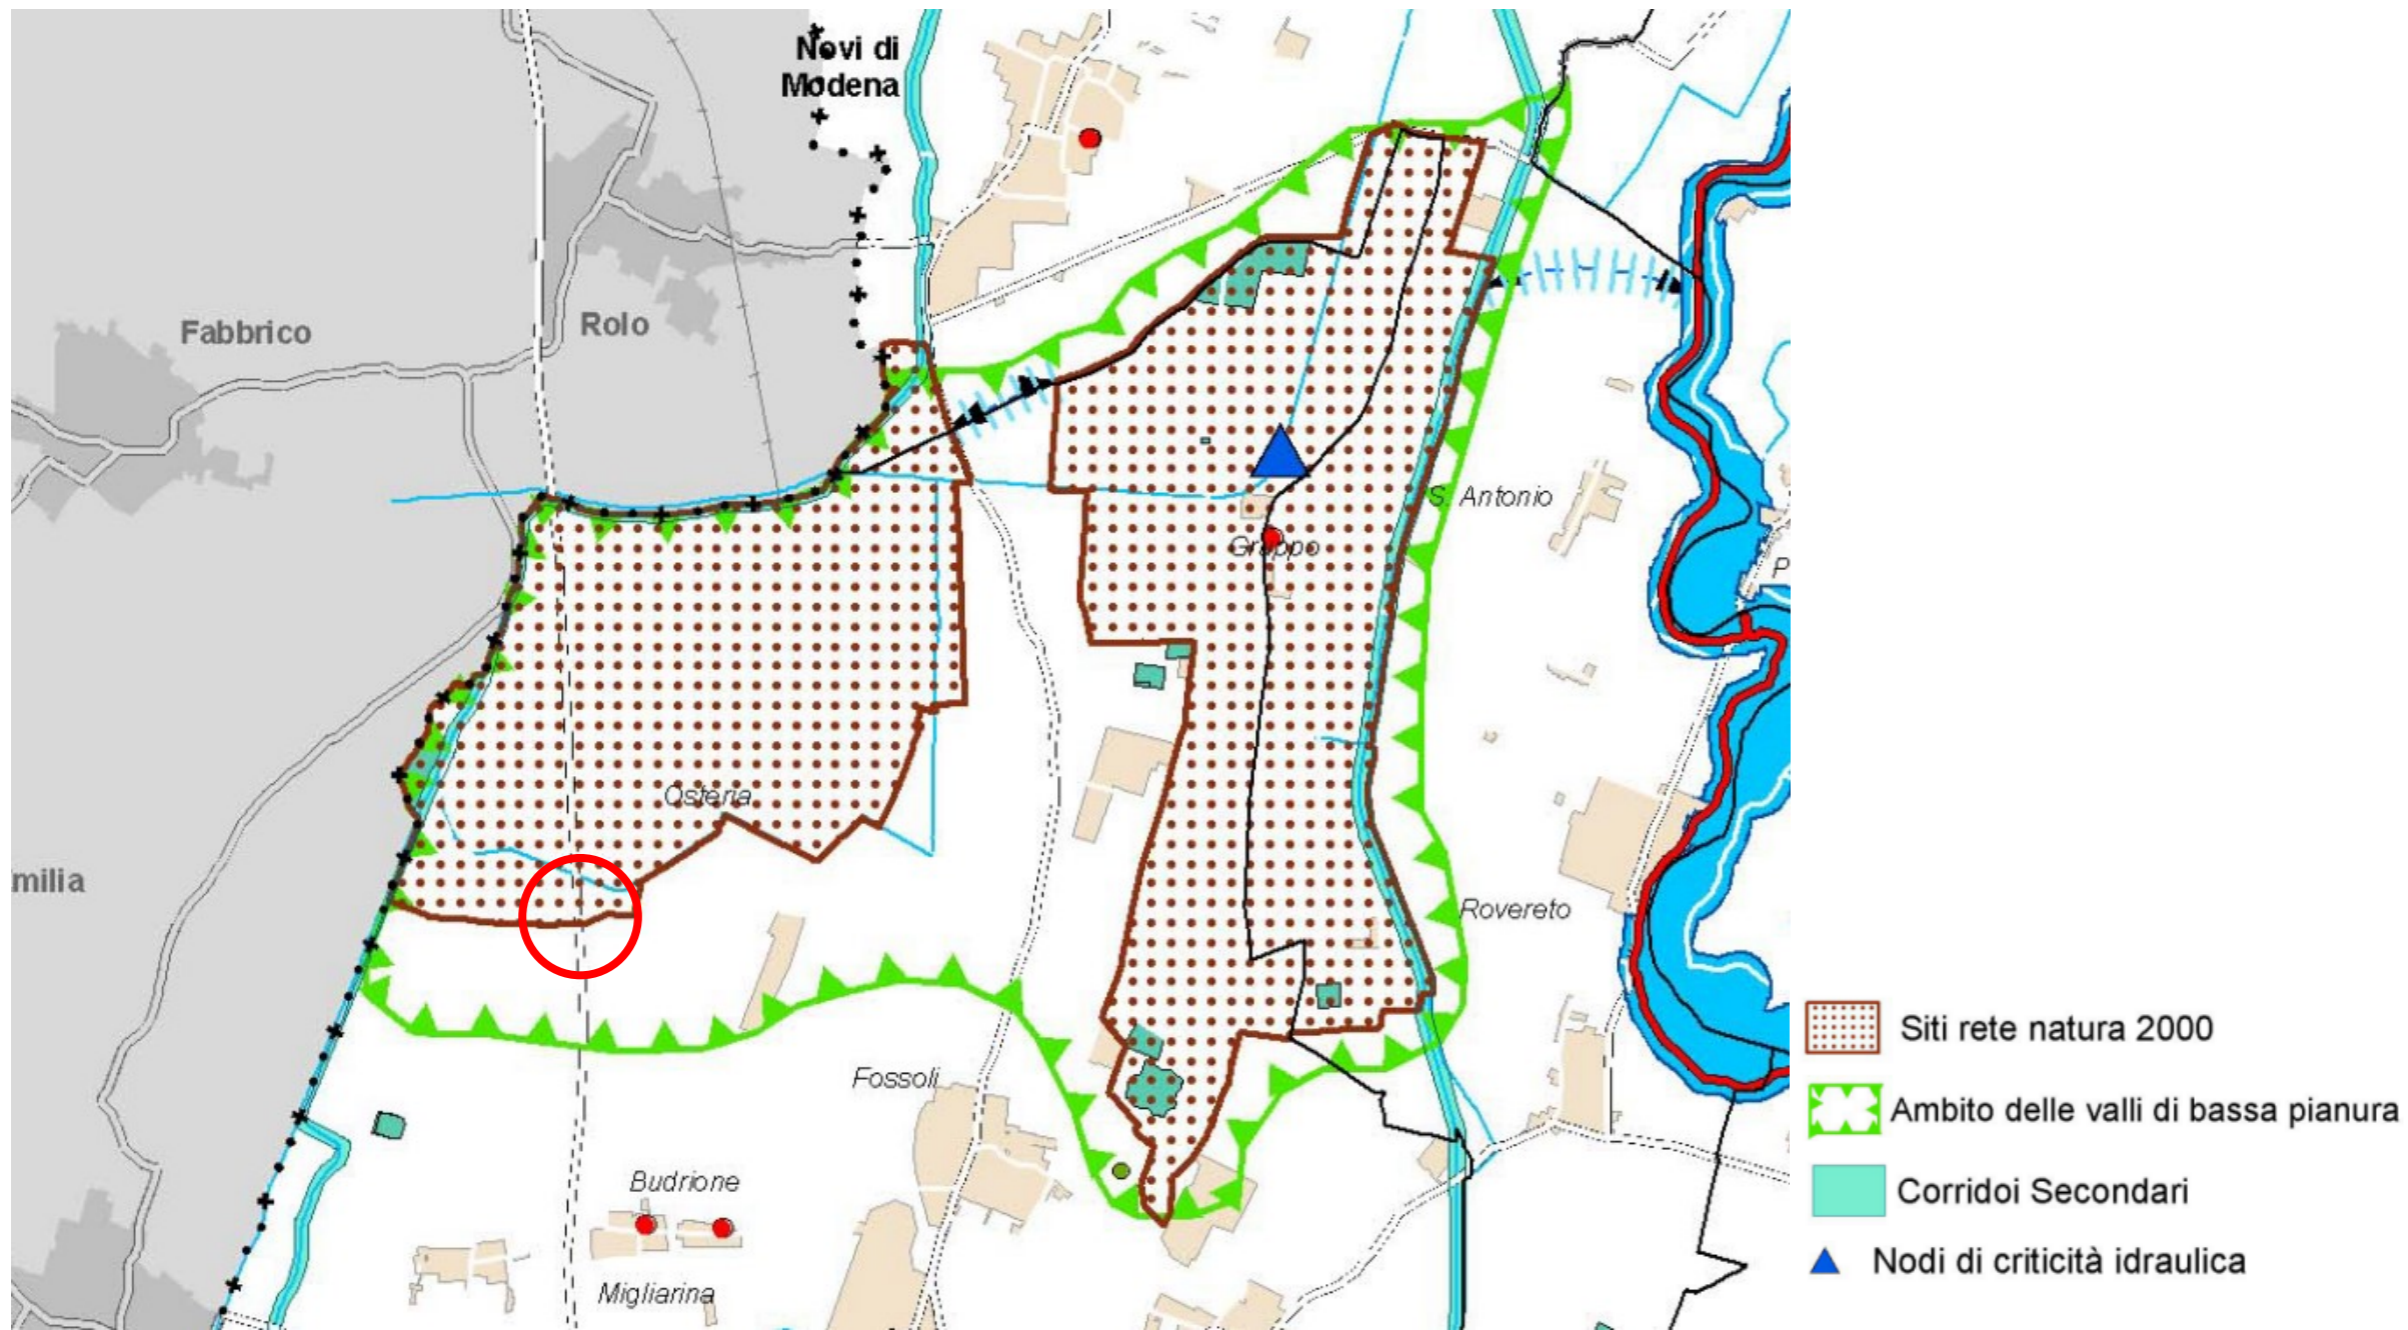 Novi di
Modena
Fabbrico
Rolo
S. Antonio
Grappo
P
Osteria
milia
Rovereto
Fossoli
Budrione
Migliarina
Siti rete natura 2000
Ambito delle valli di bassa pianura
Corridoi Secondari
Nodi di criticità idraulica